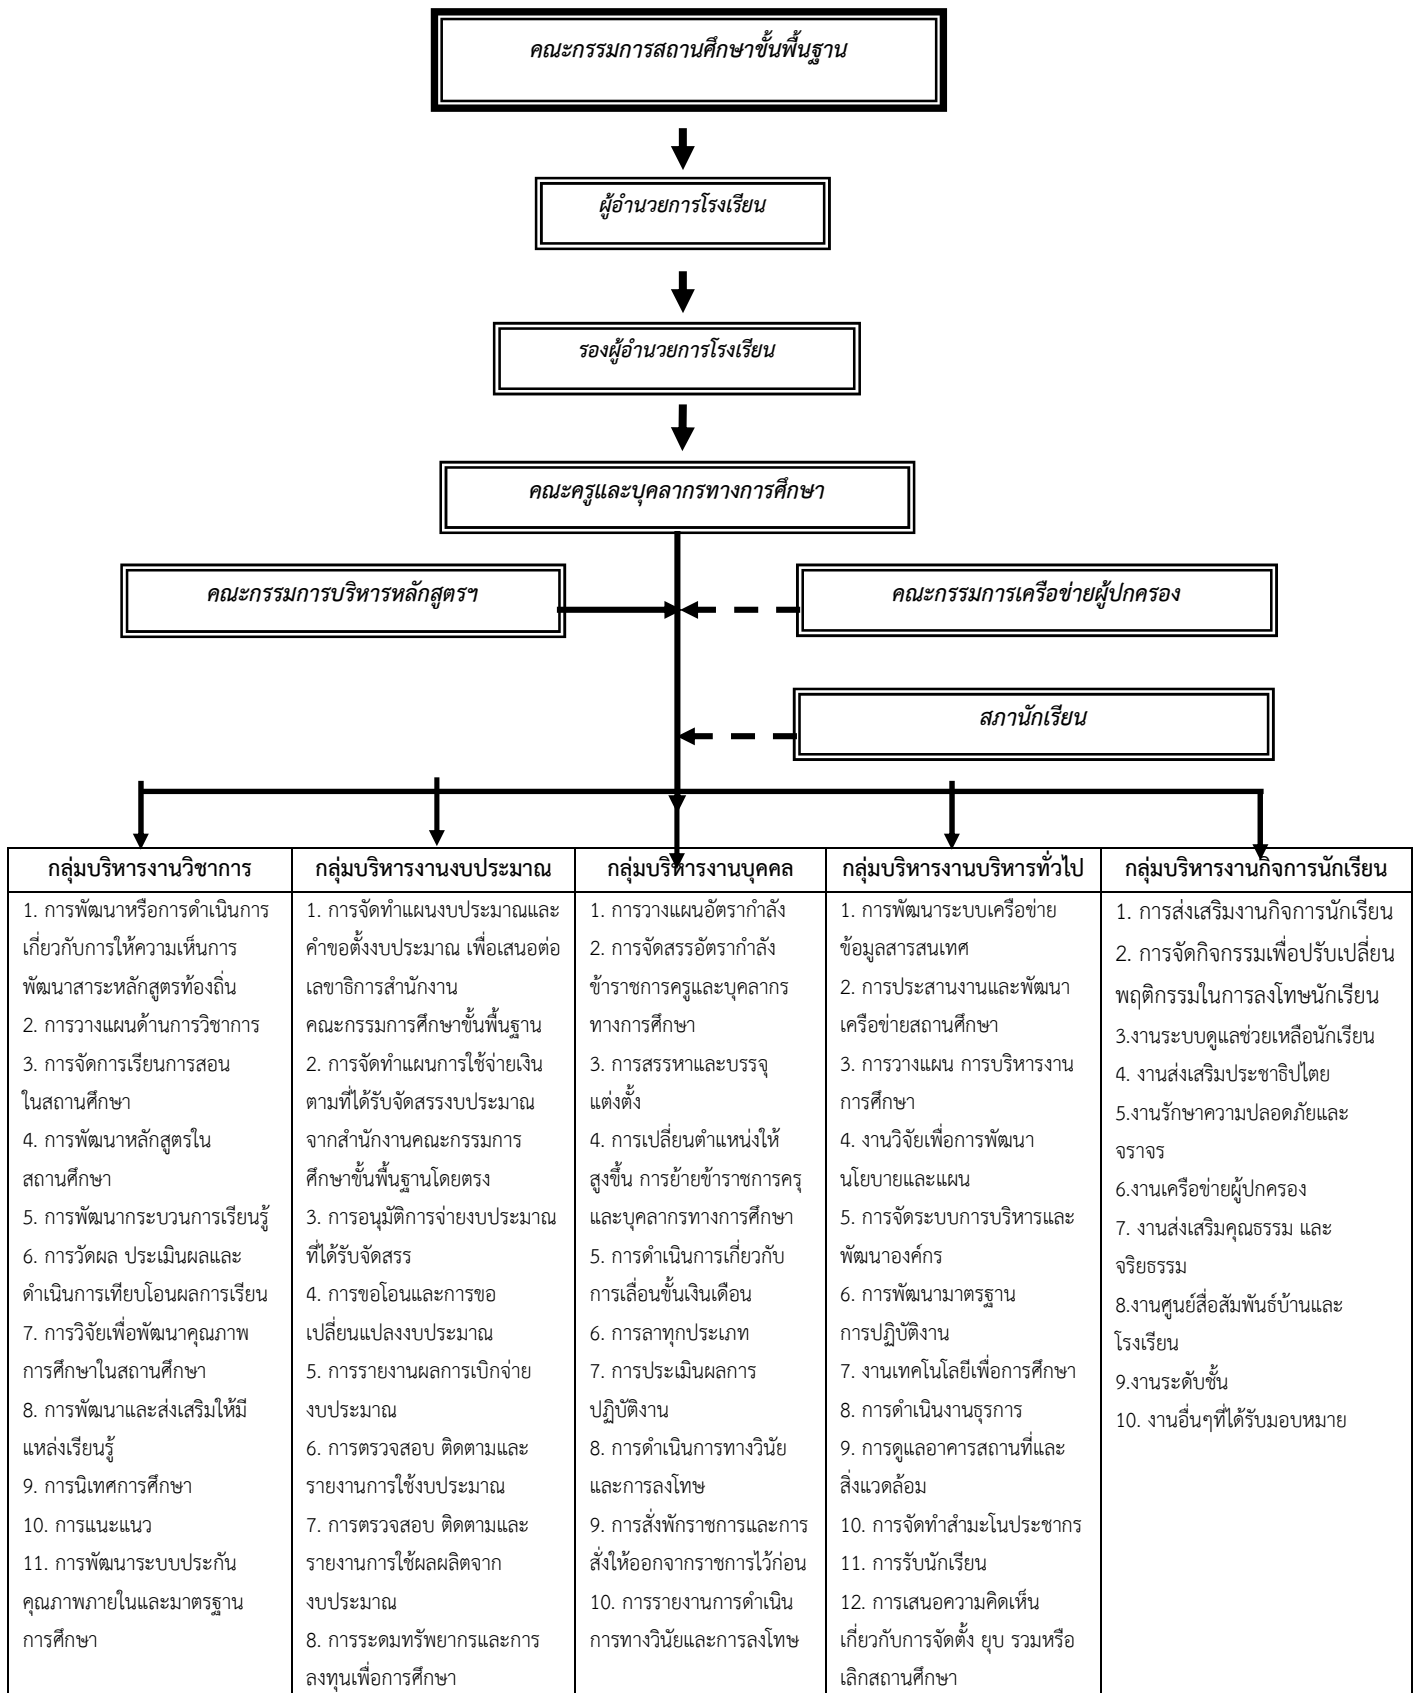 คณะกรรมการสถานศึกษาขั้นพื้นฐาน
ผู้อำนวยการโรงเรียน
รองผู้อำนวยการโรงเรียน
คณะครูและบุคลากรทางการศึกษา
คณะกรรมการบริหารหลักสูตรฯ
คณะกรรมการเครือข่ายผู้ปกครอง
สภานักเรียน
กลุ่มบริหารงานวิชาการ
1. การพัฒนาหรือการดำเนินการ
เกี่ยวกับการให้ความเห็นการ
พัฒนาสาระหลักสูตรท้องถิ่น
2. การวางแผนด้านการวิชาการ
3. การจัดการเรียนการสอน
ในสถานศึกษา
4. การพัฒนาหลักสูตรใน
สถานศึกษา
5. การพัฒนากระบวนการเรียนรู้
6. การวัดผล ประเมินผลและ
ดำเนินการเทียบโอนผลการเรียน
7. การวิจัยเพื่อพัฒนาคุณภาพ
การศึกษาในสถานศึกษา
8. การพัฒนาและส่งเสริมให้มี
แหล่งเรียนรู้
9. การนิเทศการศึกษา
10. การแนะแนว
11. การพัฒนาระบบประกัน
คุณภาพภายในและมาตรฐาน
การศึกษา
กลุ่มบริหารงานงบประมาณ
1. การจัดทำแผนงบประมาณและ
คำขอตั้งงบประมาณ เพื่อเสนอต่อ
เลขาธิการสำนักงาน
คณะกรรมการศึกษาขั้นพื้นฐาน
2. การจัดทำแผนการใช้จ่ายเงิน
ตามที่ได้รับจัดสรรงบประมาณ
จากสำนักงานคณะกรรมการ
ศึกษาขั้นพื้นฐานโดยตรง
3. การอนุมัติการจ่ายงบประมาณ
ที่ได้รับจัดสรร
4. การขอโอนและการขอ
เปลี่ยนแปลงงบประมาณ
5. การรายงานผลการเบิกจ่าย
งบประมาณ
6. การตรวจสอบ ติดตามและ
รายงานการใช้งบประมาณ
7. การตรวจสอบ ติดตามและ
รายงานการใช้ผลผลิตจาก
งบประมาณ
8. การระดมทรัพยากรและการ
ลงทุนเพื่อการศึกษา
กลุ่มบริหารงานบุคคล
1. การวางแผนอัตรากำลัง
2. การจัดสรรอัตรากำลัง
ข้าราชการครูและบุคลากร
ทางการศึกษา
3. การสรรหาและบรรจุ
แต่งตั้ง
4. การเปลี่ยนตำแหน่งให้
สูงขึ้น การย้ายข้าราชการครุ
และบุคลากรทางการศึกษา
5. การดำเนินการเกี่ยวกับ
การเลื่อนขั้นเงินเดือน
6. การลาทุกประเภท
7. การประเมินผลการ
ปฏิบัติงาน
8. การดำเนินการทางวินัย
และการลงโทษ
9. การสั่งพักราชการและการ
สั่งให้ออกจากราชการไว้ก่อน
10. การรายงานการดำเนิน
การทางวินัยและการลงโทษ
กลุ่มบริหารงานบริหารทั่วไป
1. การพัฒนาระบบเครือข่าย
ข้อมูลสารสนเทศ
2. การประสานงานและพัฒนา
เครือข่ายสถานศึกษา
3. การวางแผน การบริหารงาน
การศึกษา
4. งานวิจัยเพื่อการพัฒนา
นโยบายและแผน
5. การจัดระบบการบริหารและ
พัฒนาองค์กร
6. การพัฒนามาตรฐาน
การปฏิบัติงาน
7. งานเทคโนโลยีเพื่อการศึกษา
8. การดำเนินงานธุรการ
9. การดูแลอาคารสถานที่และ
สิ่งแวดล้อม
10. การจัดทำสำมะโนประชากร
11. การรับนักเรียน
12. การเสนอความคิดเห็น
เกี่ยวกับการจัดตั้ง ยุบ รวมหรือ
เลิกสถานศึกษา
กลุ่มบริหารงานกิจการนักเรียน
1. การส่งเสริมงานกิจการนักเรียน
2. การจัดกิจกรรมเพื่อปรับเปลี่ยน
พฤติกรรมในการลงโทษนักเรียน
3.งานระบบดูแลช่วยเหลือนักเรียน
4. งานส่งเสริมประชาธิปไตย
5.งานรักษาความปลอดภัยและ
จราจร
6.งานเครือข่ายผู้ปกครอง
7. งานส่งเสริมคุณธรรม และ
จริยธรรม
8.งานศูนย์สื่อสัมพันธ์บ้านและ
โรงเรียน
9.งานระดับชั้น
10. งานอื่นๆที่ได้รับมอบหมาย